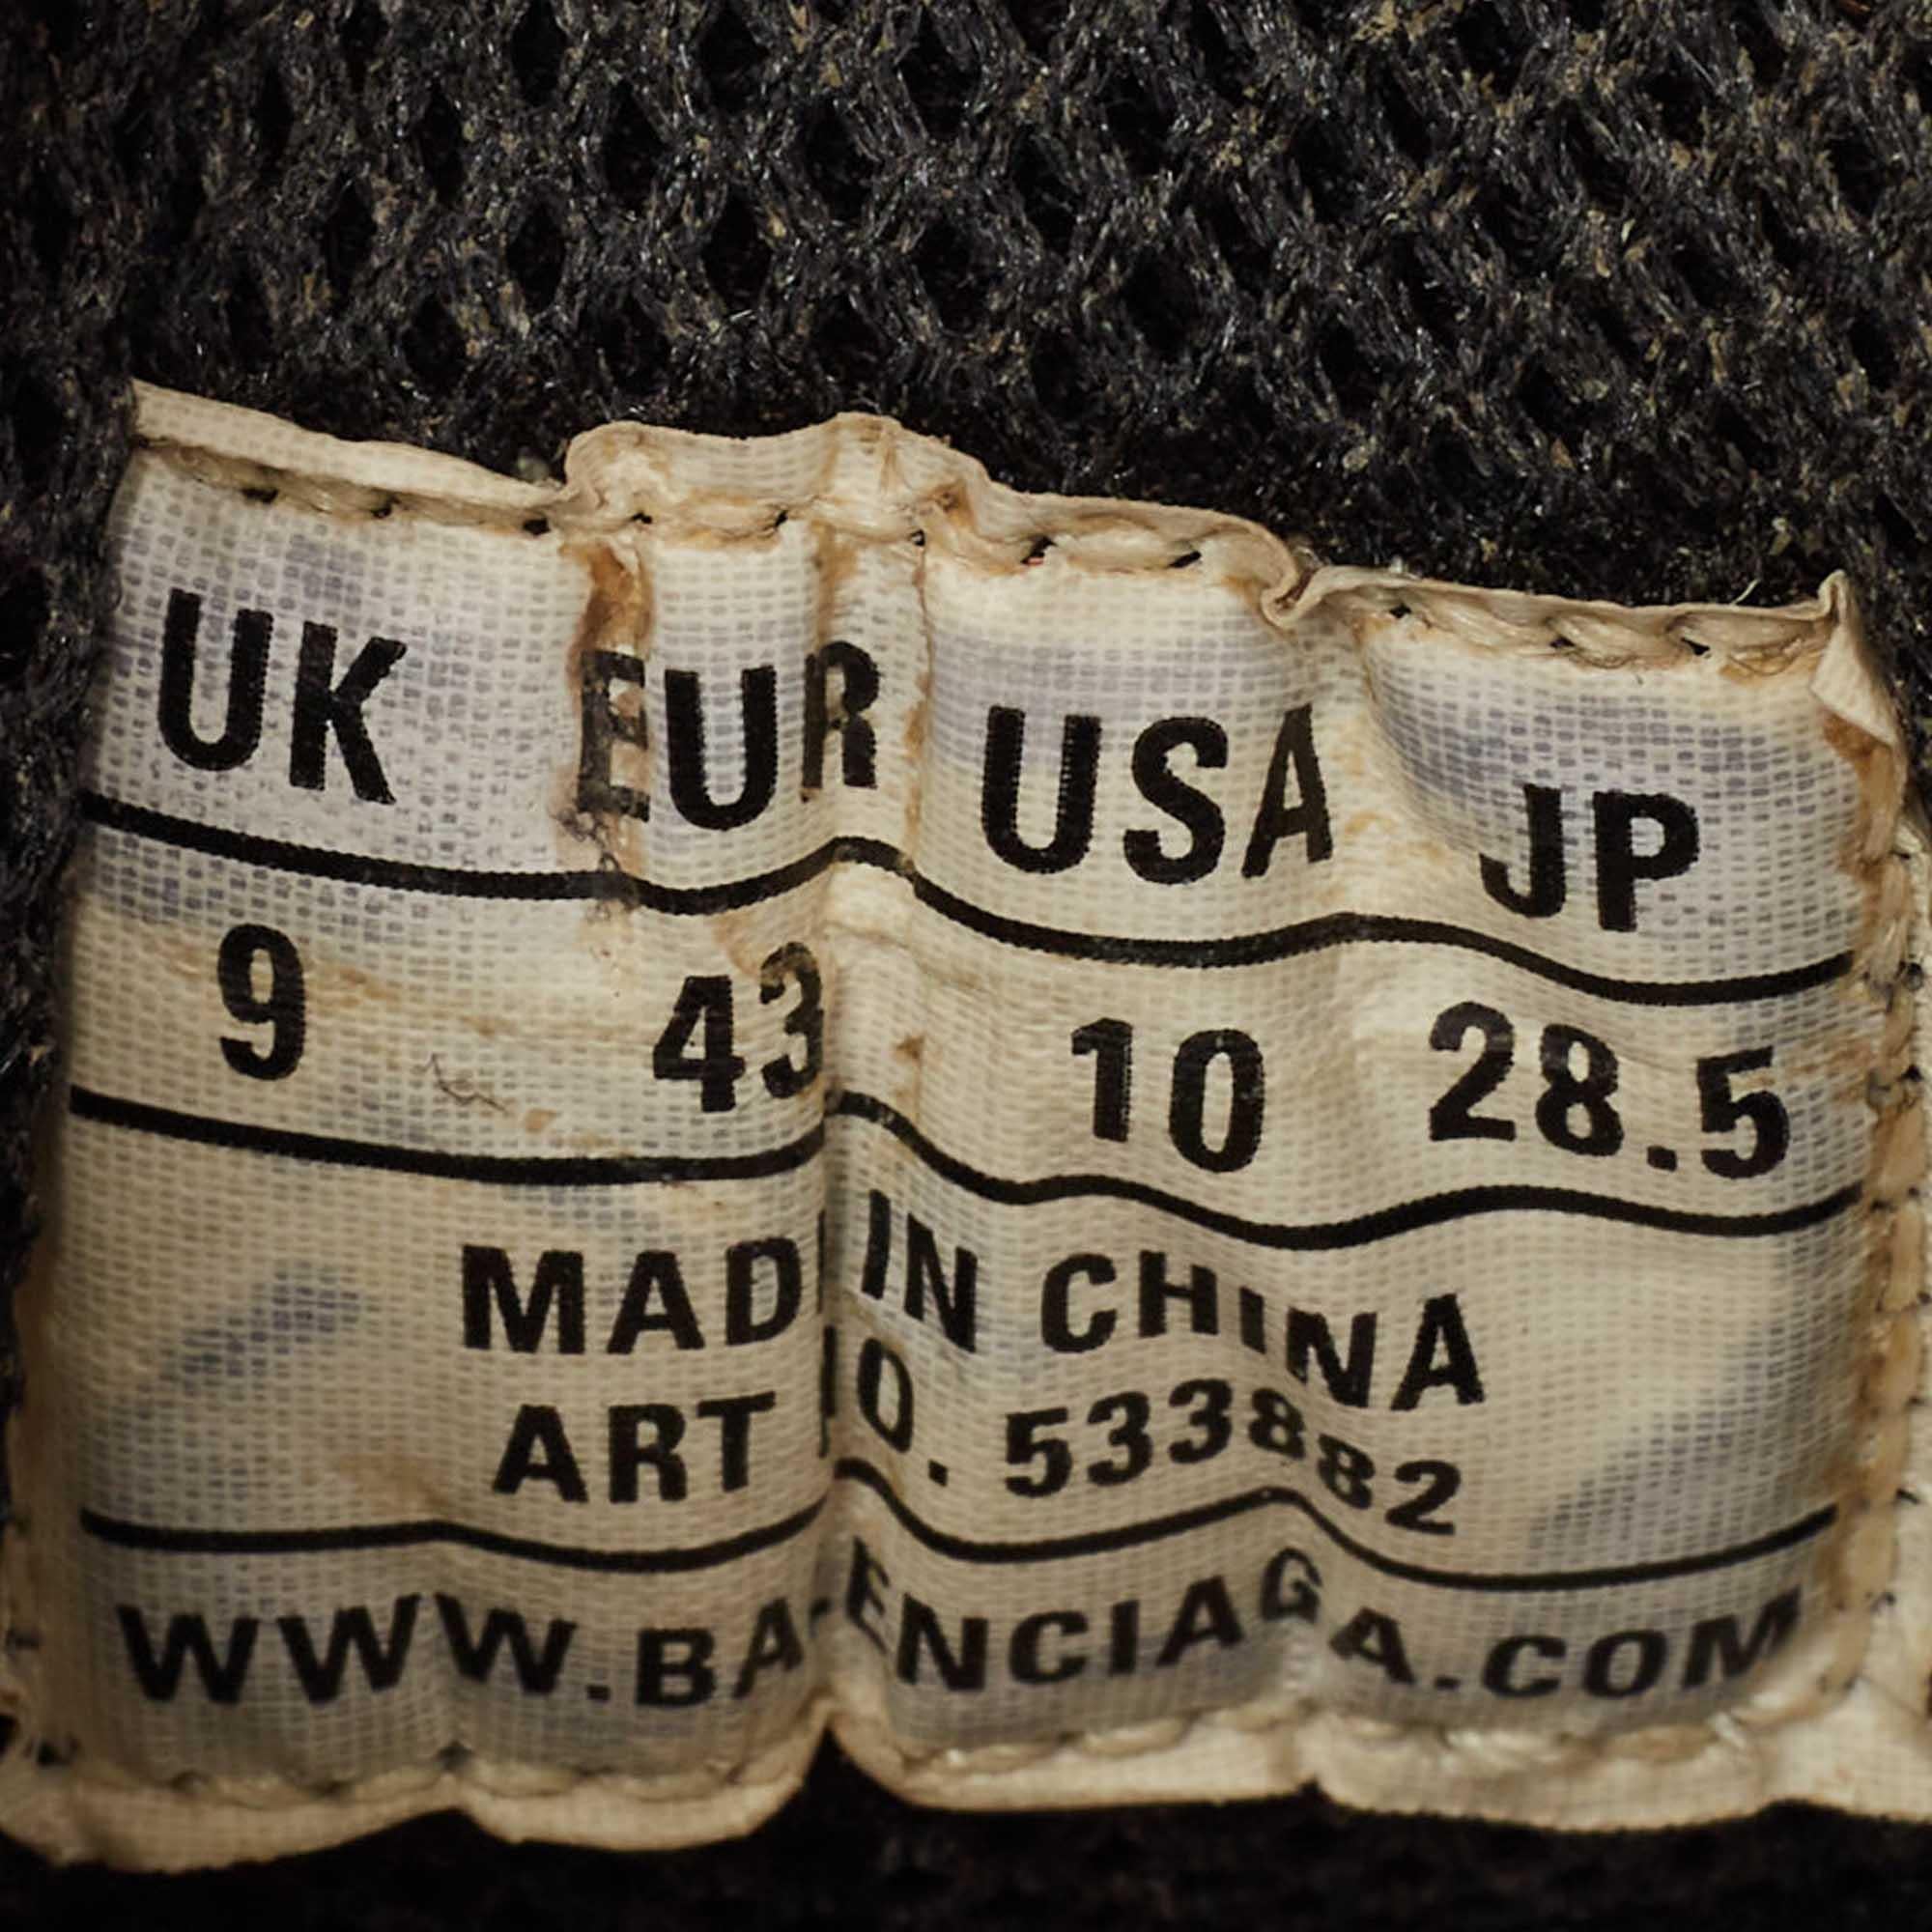 UK EUR USA JP
9 43 10 28.5
MADE IN CHINA
ART NO. 533882
WWW.BALENCIAGA.COM